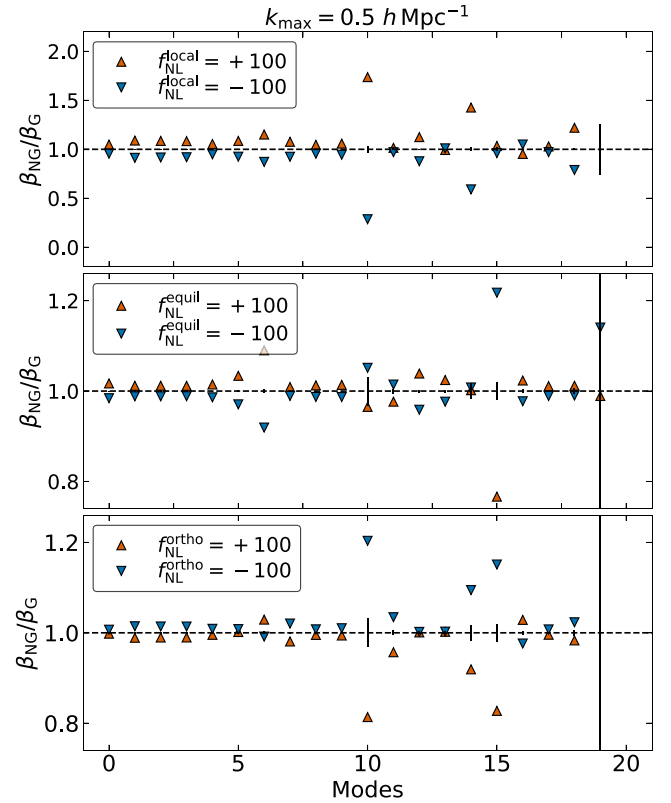 k_max = 0.5 h Mpc⁻¹
f_NL^local = + 100
f_NL^local = − 100
β_NG/β_G
2.0
1.5
1.0
0.5
0.0
f_NL^equil = + 100
f_NL^equil = − 100
β_NG/β_G
1.2
1.0
0.8
f_NL^ortho = + 100
f_NL^ortho = − 100
β_NG/β_G
1.2
1.0
0.8
0 5 10 15 20
Modes